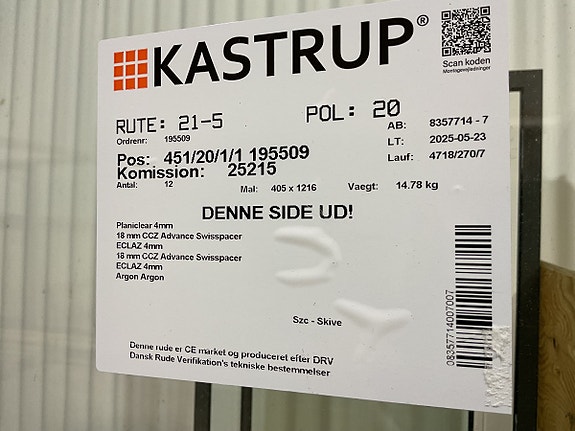 KASTRUP®
Scan koden
Montagevejledninger
RUTE: 21-5
POL: 20
Ordrenr: 195509
AB: 8357714 - 7
LT: 2025-05-23
Lauf: 4718/270/7
Pos: 451/20/1/1 195509
Komission: 25215
Antal: 12 Mal: 405 x 1216 Vaegt: 14.78 kg
DENNE SIDE UD!
Planiclear 4mm
18 mm CCZ Advance Swisspacer
ECLAZ 4mm
18 mm CCZ Advance Swisspacer
ECLAZ 4mm
Argon Argon
Szc - Skive
08357714007007
Denne rude er CE market og produceret efter DRV
Dansk Rude Verifikation's tekniske bestemmelser